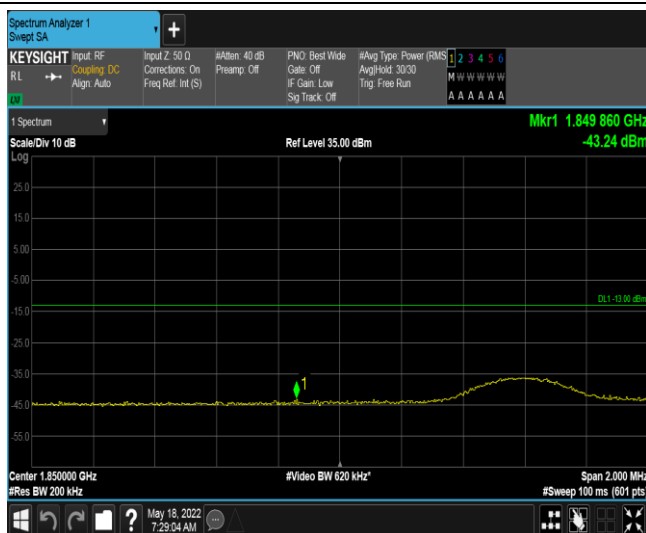 Spectrum Analyzer 1
Swept SA
+
KEYSIGHT Input: RF Input Z: 50 Ω #Atten: 40 dB PNO: Best Wide #Avg Type: Power (RMS 1 2 3 4 5 6
RL Coupling: DC Corrections: On Preamp: Off Gate: Off Avg|Hold: 30/30 M W W W W W
Align: Auto Freq Ref: Int (S) IF Gain: Low Trig: Free Run
Sig Track: Off A A A A A A
1 Spectrum Mkr1 1.849 860 GHz
Scale/Div 10 dB Ref Level 35.00 dBm -43.24 dBm
Log
25.0
15.0
5.00
-5.00
DL1 -13.00 dBm
-15.0
-25.0
-35.0
1
-45.0
-55.0
Center 1.850000 GHz #Video BW 620 kHz* Span 2.000 MHz
#Res BW 200 kHz #Sweep 100 ms (601 pts
? May 18, 2022
7:29:04 AM